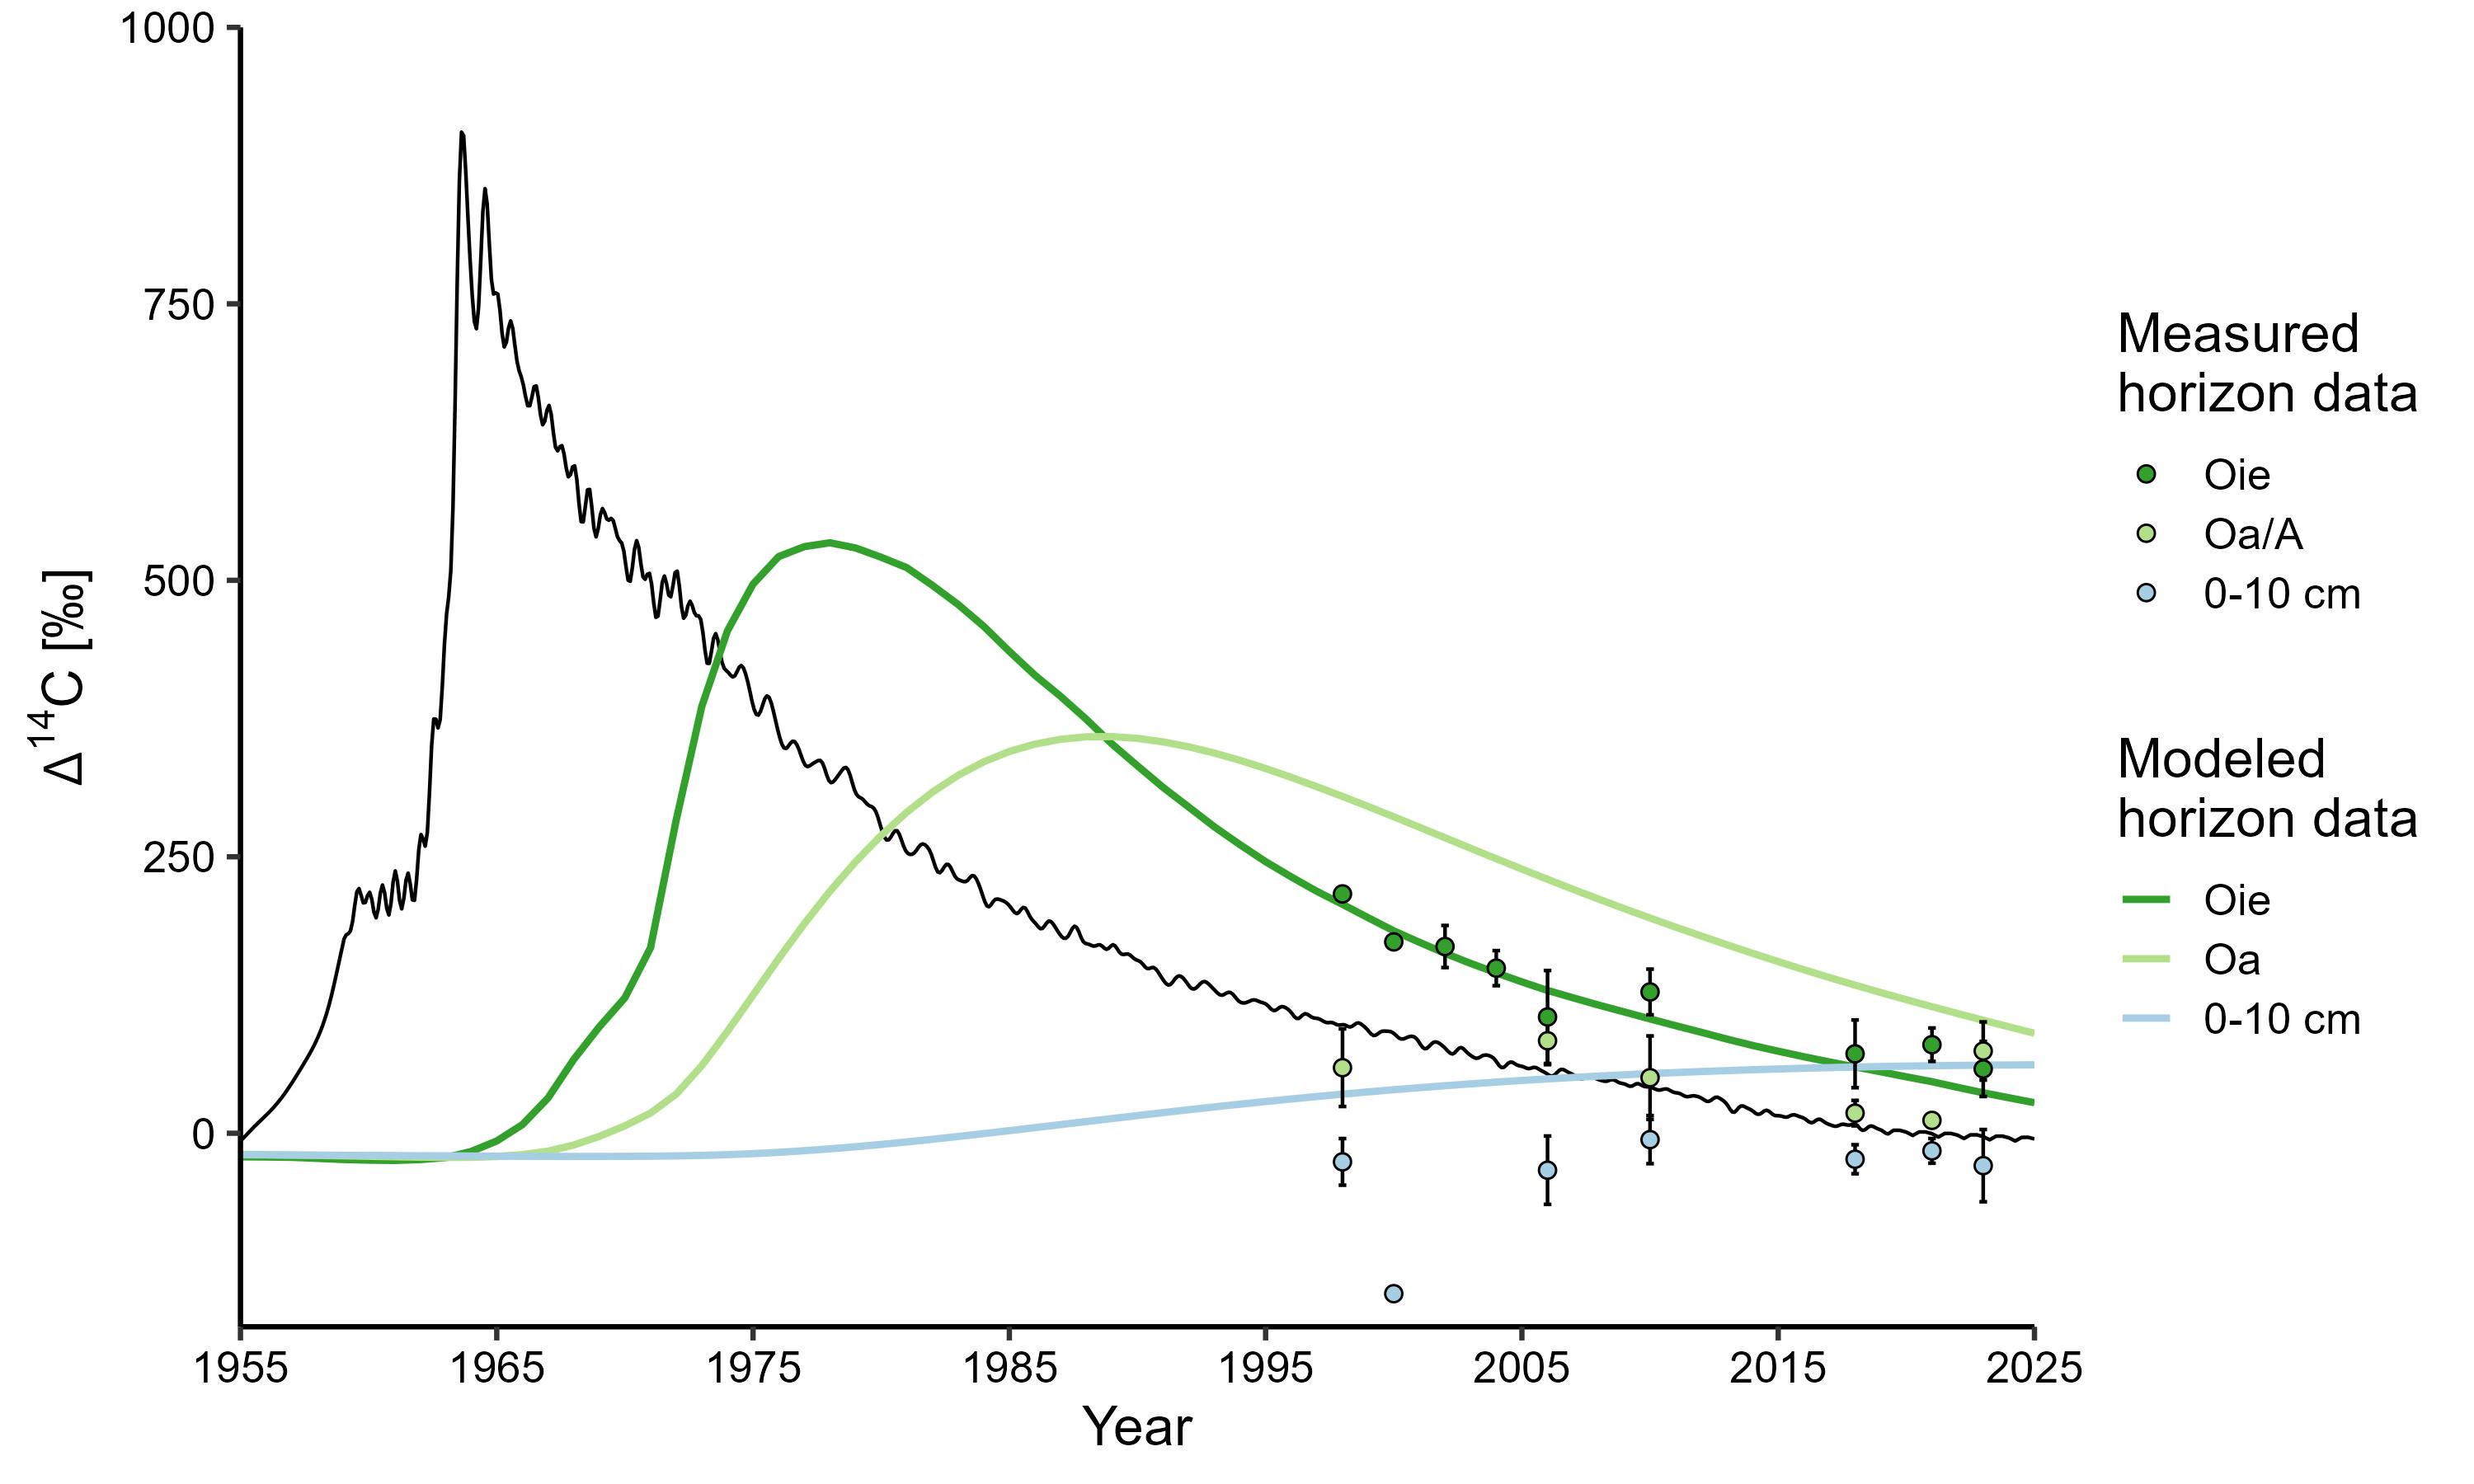 1000
750
500
250
0
Δ¹⁴C [‰]
1955 1965 1975 1985 1995 2005 2015 2025
Year
Measured
horizon data
Oie
Oa/A
0-10 cm
Modeled
horizon data
Oie
Oa
0-10 cm